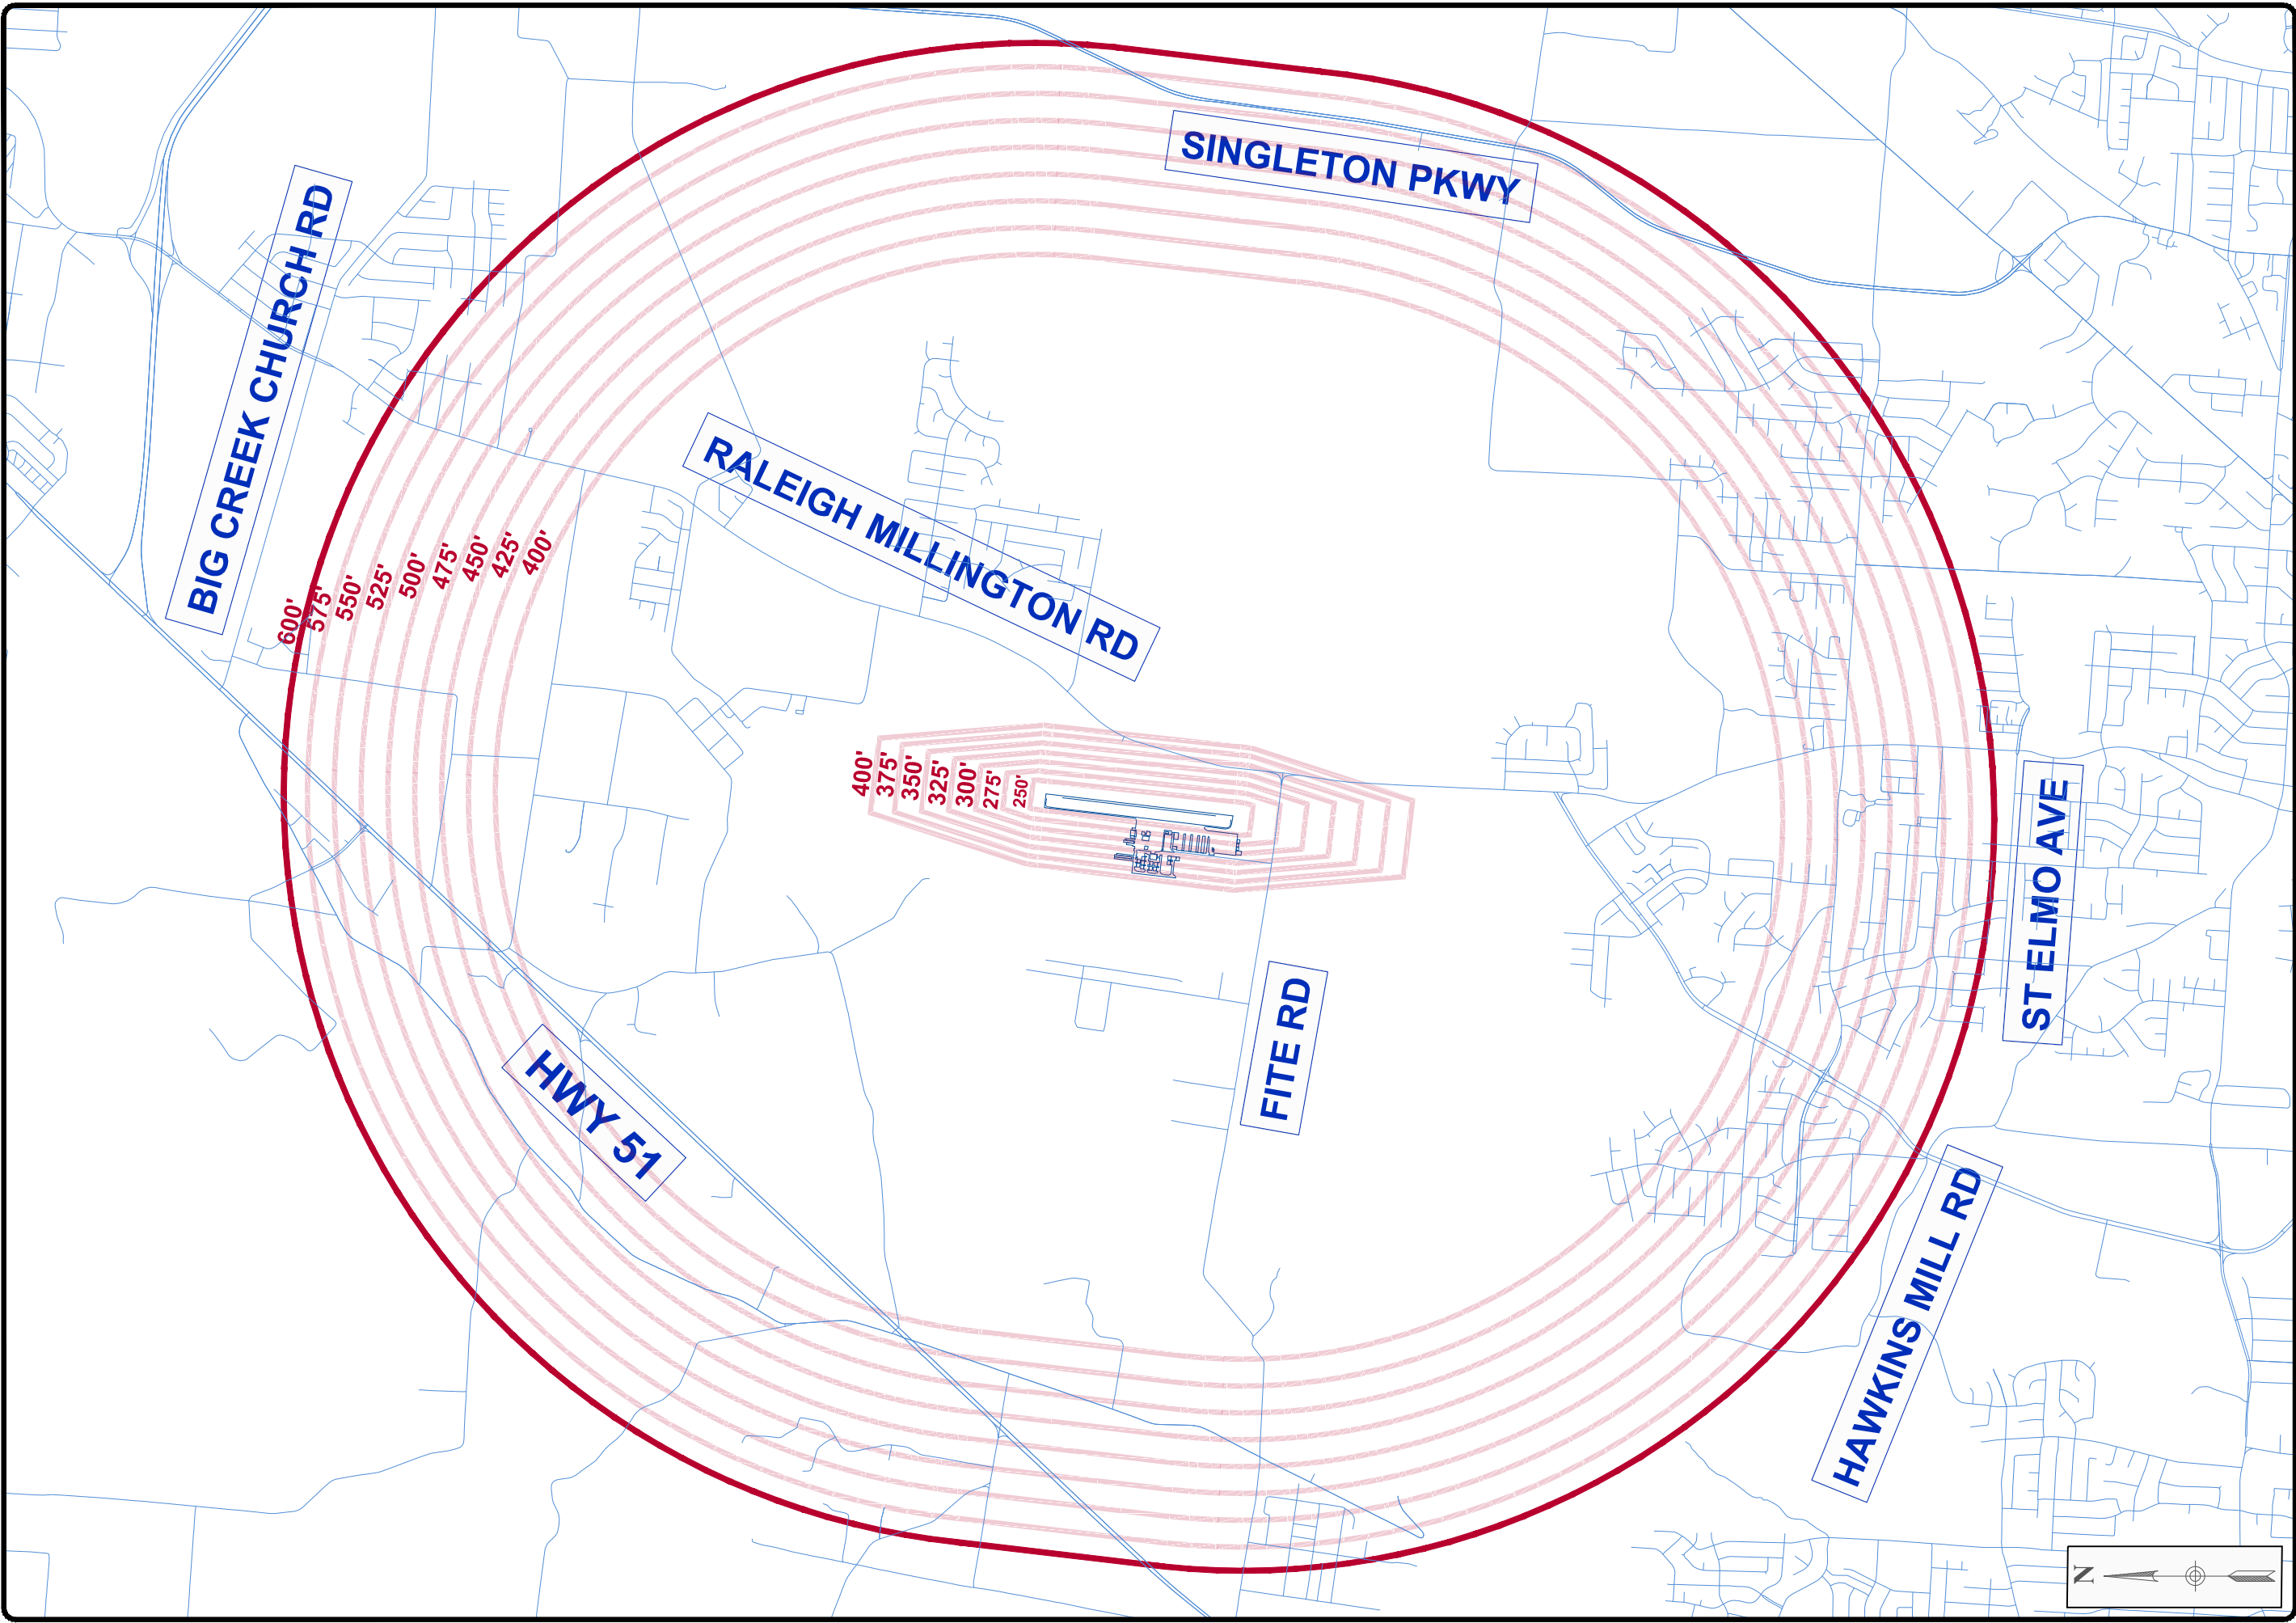 SINGLETON PKWY
BIG CREEK CHURCH RD
RALEIGH MILLINGTON RD
600'
575'
550'
525'
500'
475'
450'
425'
400'
400'
375'
350'
325'
300'
275'
250'
ST ELMO AVE
FITE RD
HWY 51
HAWKINS MILL RD
N